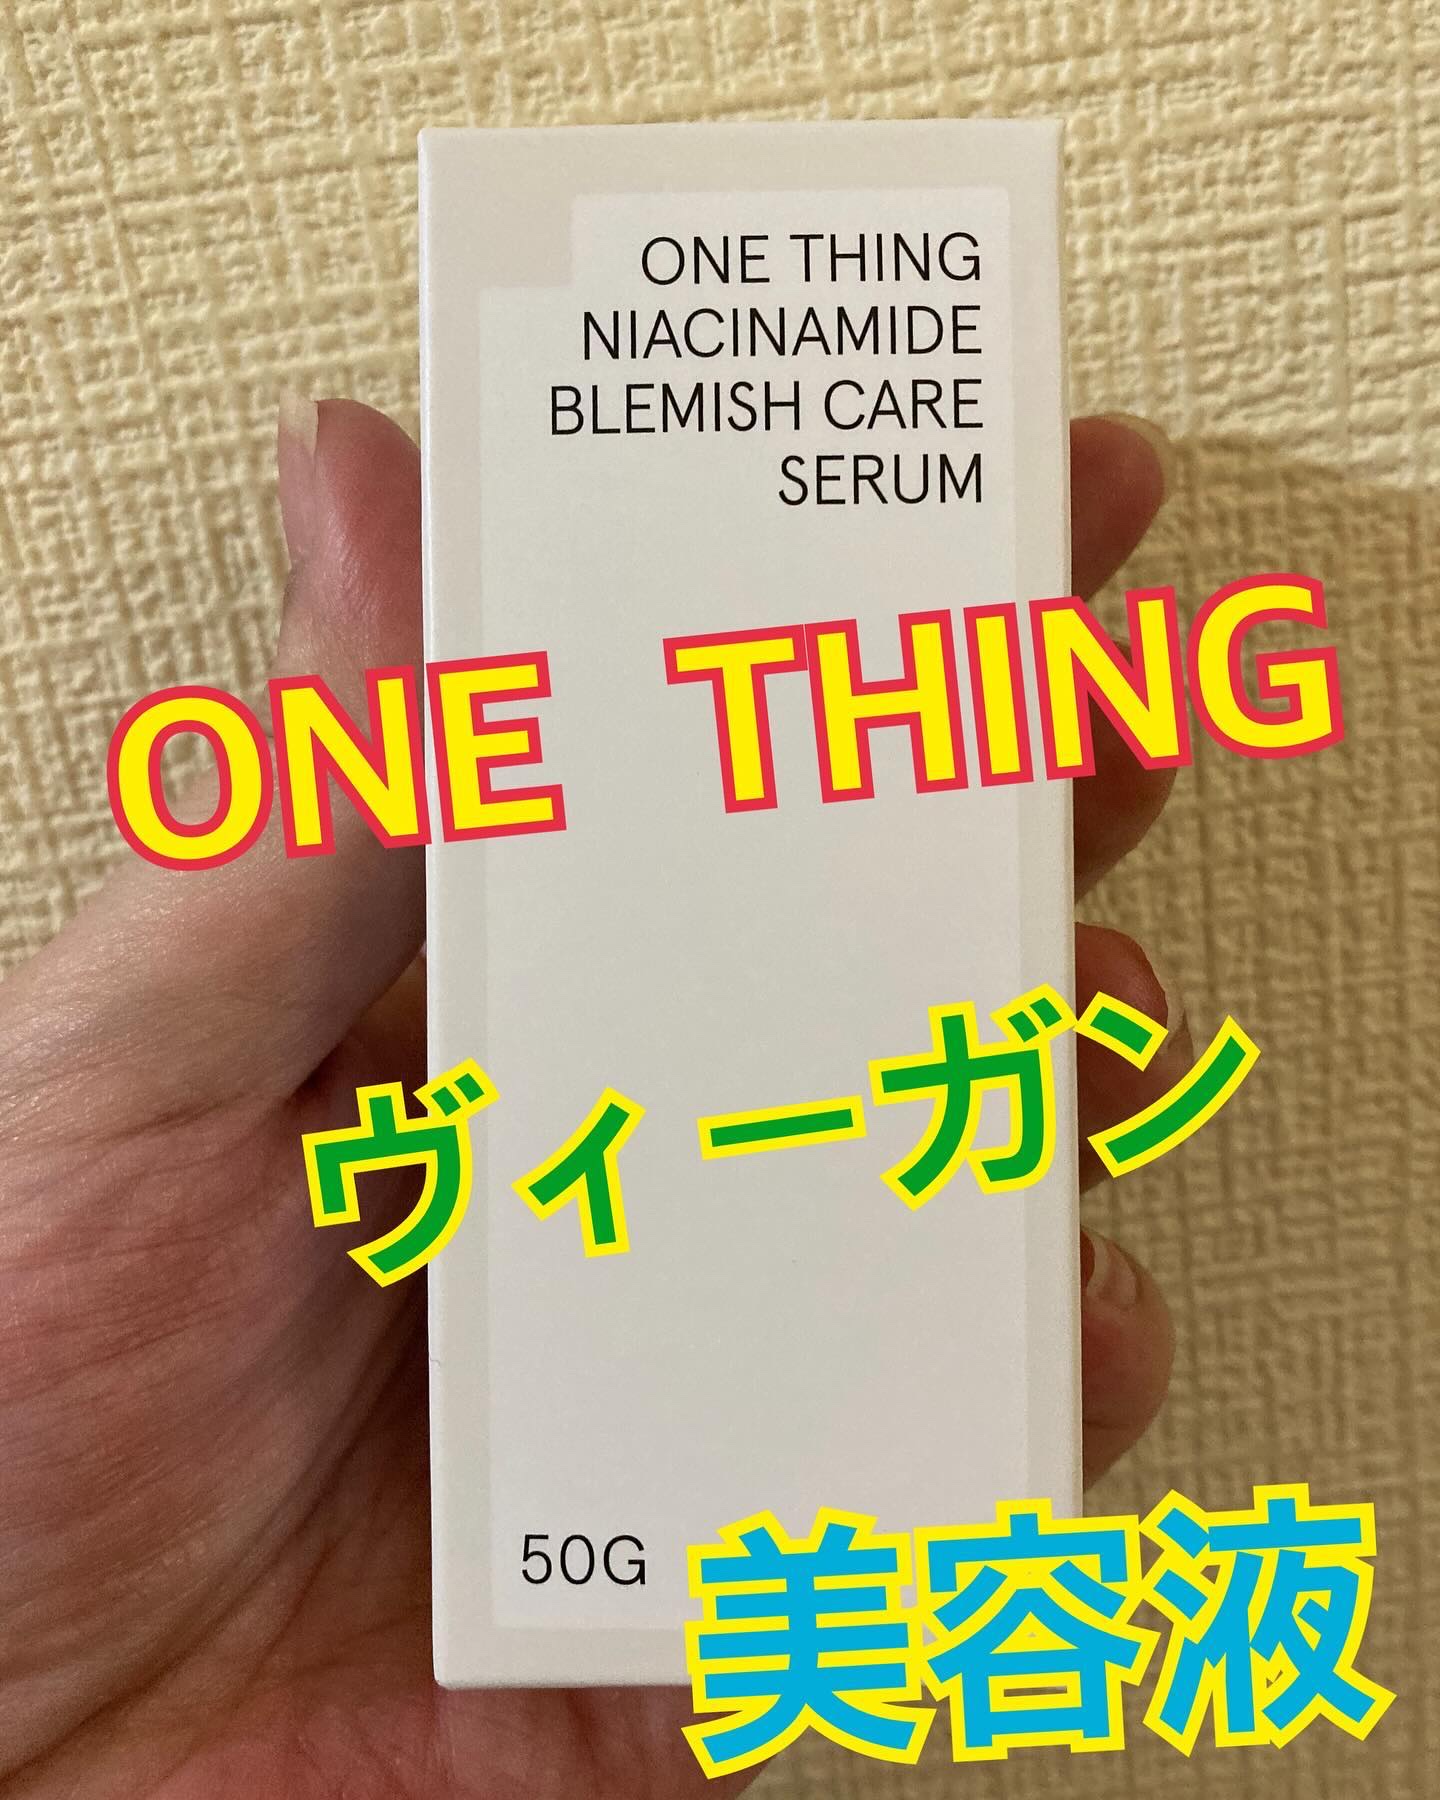 ONE THING
NIACINAMIDE
BLEMISH CARE
SERUM
ONE THING
ヴィーガン
50G
美容液